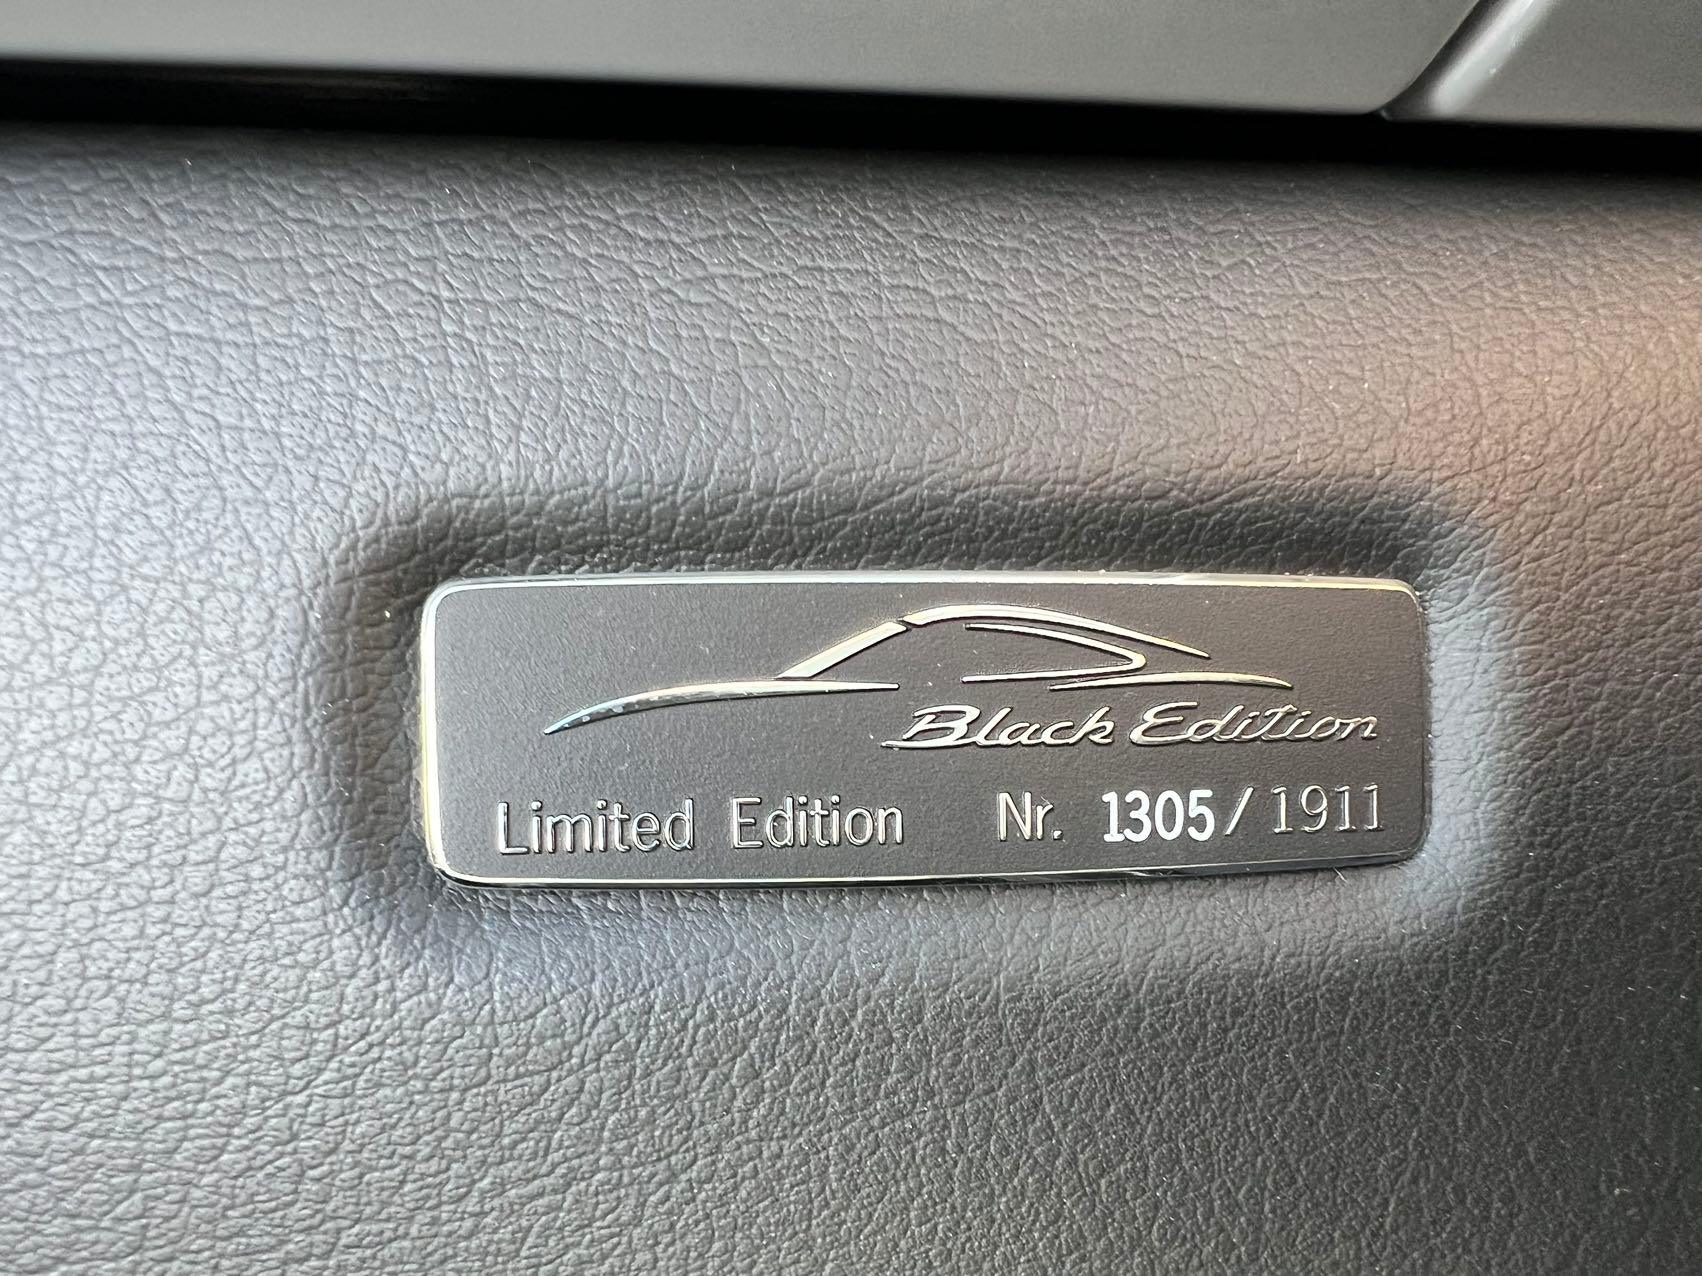 Black Edition
Limited Edition Nr. 1305/1911